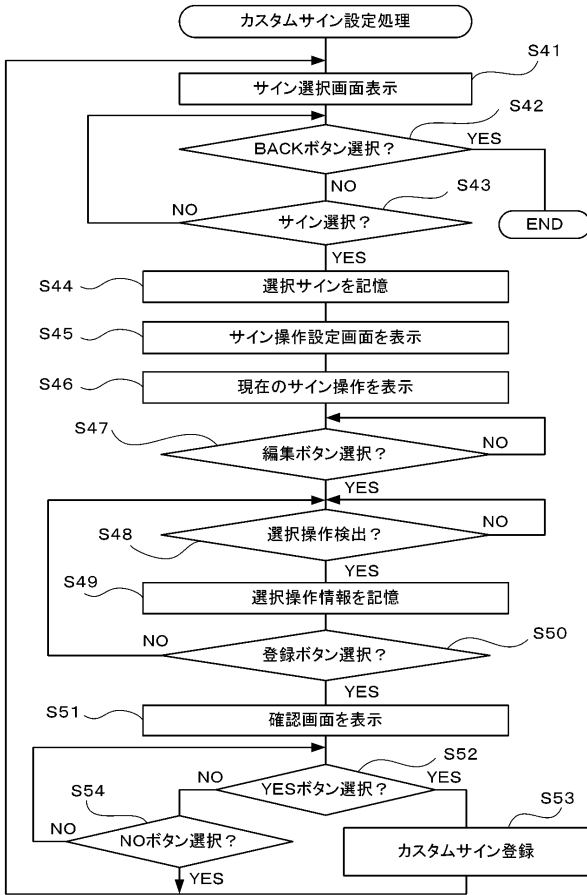 カスタムサイン設定処理
S41
サイン選択画面表示
S42
BACKボタン選択？
YES
NO
S43
NO
サイン選択？
END
YES
S44
選択サインを記憶
S45
サイン操作設定画面を表示
S46
現在のサイン操作を表示
S47
編集ボタン選択？
NO
YES
S48
選択操作検出？
NO
YES
S49
選択操作情報を記憶
S50
NO
登録ボタン選択？
YES
S51
確認画面を表示
S52
NO
YESボタン選択？
YES
S54
S53
NO
NOボタン選択？
カスタムサイン登録
YES